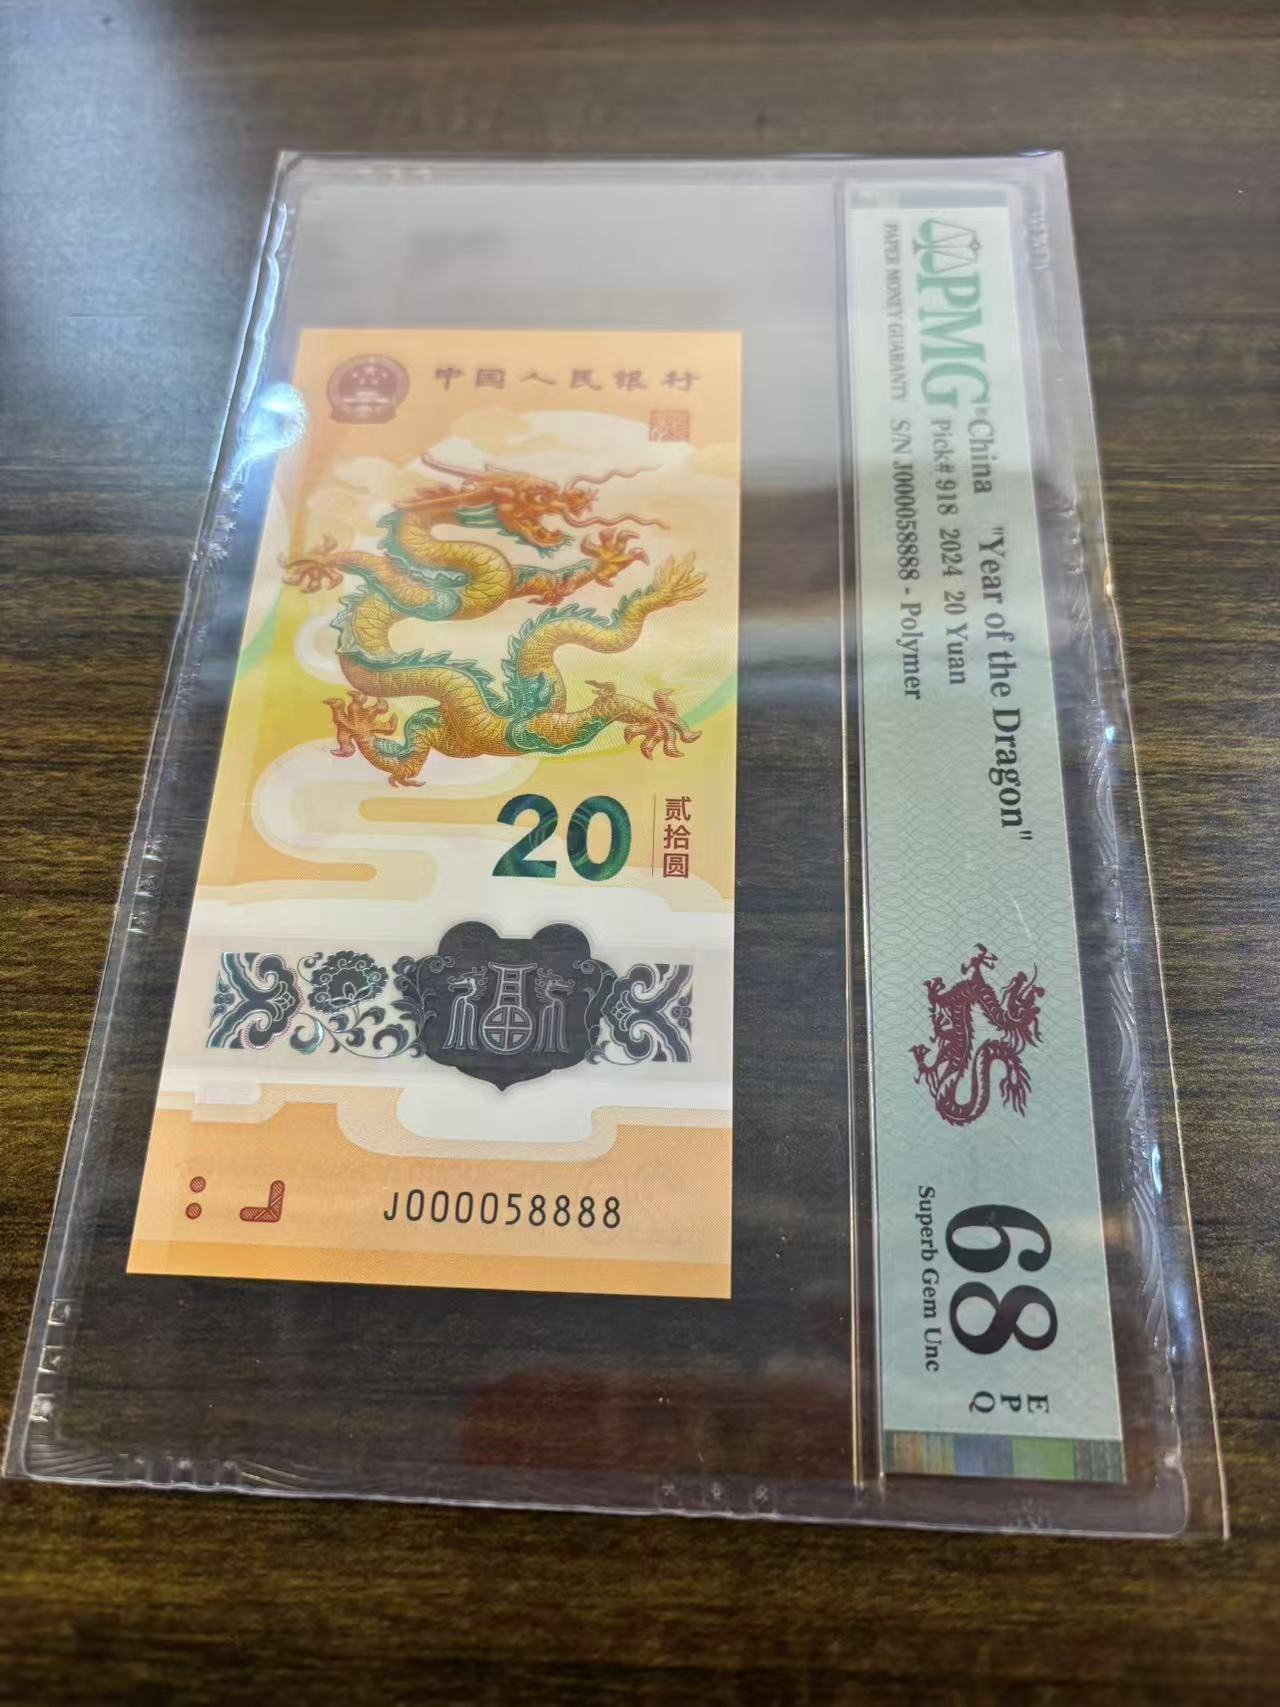 中国人民银行
20
贰拾圆
福
J000058888
PMG®
PAPER MONEY GUARANTY
China "Year of the Dragon"
Pick# 918 2024 20 Yuan
S/N J000058888 - Polymer
68
EPQ
Superb Gem Unc